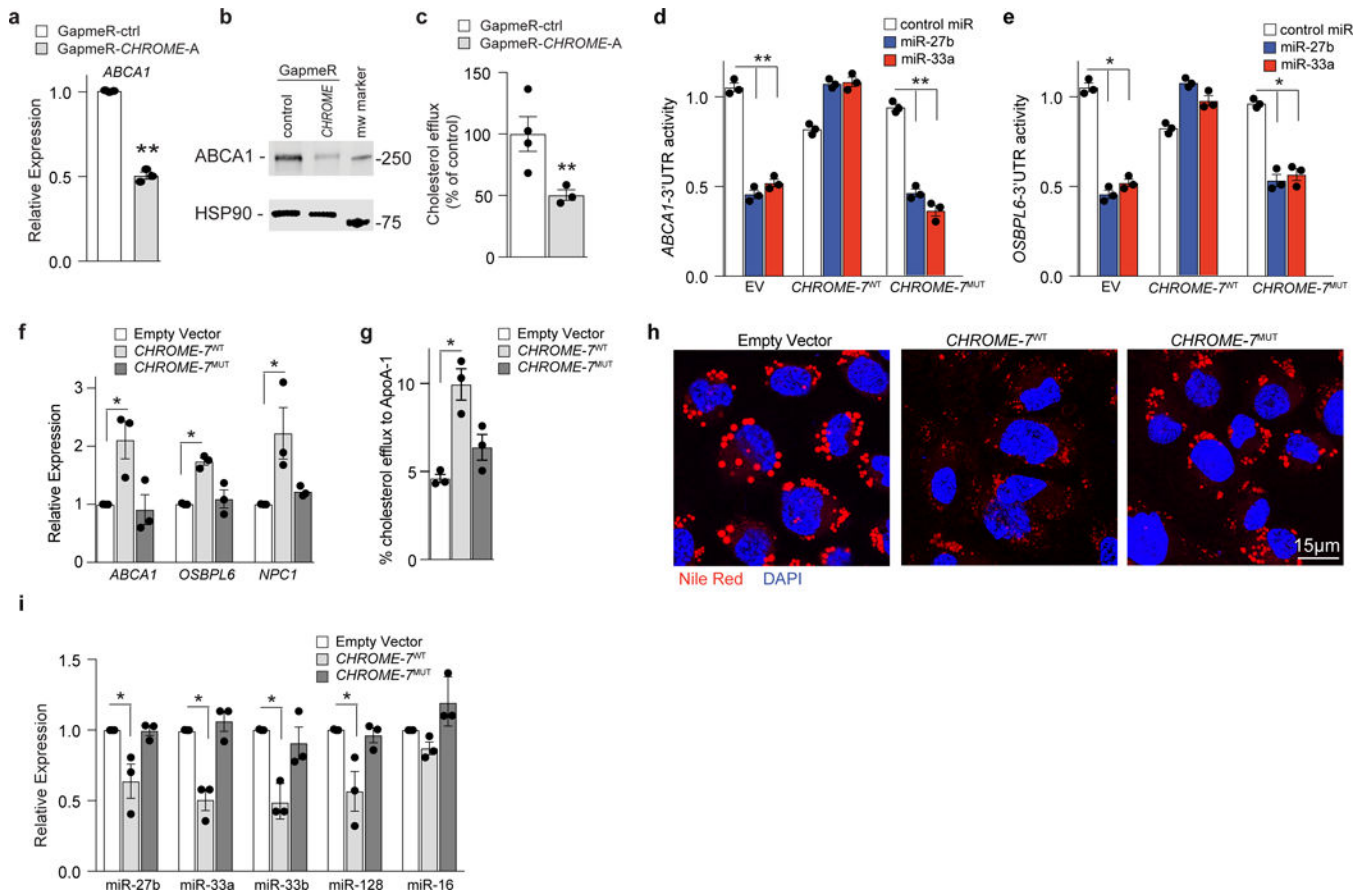 a
GapmeR-ctrl
GapmeR-CHROME-A
ABCA1
Relative Expression
1.0
0.5
0.0
**
b
GapmeR
control
CHROME
mw marker
ABCA1 -
-250
HSP90 -
-75
c
GapmeR-ctrl
GapmeR-CHROME-A
Cholesterol efflux
(% of control)
150
100
50
0
**
d
control miR
miR-27b
miR-33a
ABCA1-3'UTR activity
1.0
0.5
0.0
**
**
EV
CHROME-7WT
CHROME-7MUT
e
control miR
miR-27b
miR-33a
OSBPL6-3'UTR activity
1.0
0.5
0.0
*
*
EV
CHROME-7WT
CHROME-7MUT
f
Empty Vector
CHROME-7WT
CHROME-7MUT
Relative Expression
3
2
1
0
*
*
*
ABCA1
OSBPL6
NPC1
g
Empty Vector
CHROME-7WT
CHROME-7MUT
% cholesterol efflux to ApoA-1
10
5
0
*
h
Empty Vector
CHROME-7WT
CHROME-7MUT
15µm
Nile Red
DAPI
i
Empty Vector
CHROME-7WT
CHROME-7MUT
Relative Expression
1.5
1.0
0.5
0.0
*
*
*
*
miR-27b
miR-33a
miR-33b
miR-128
miR-16